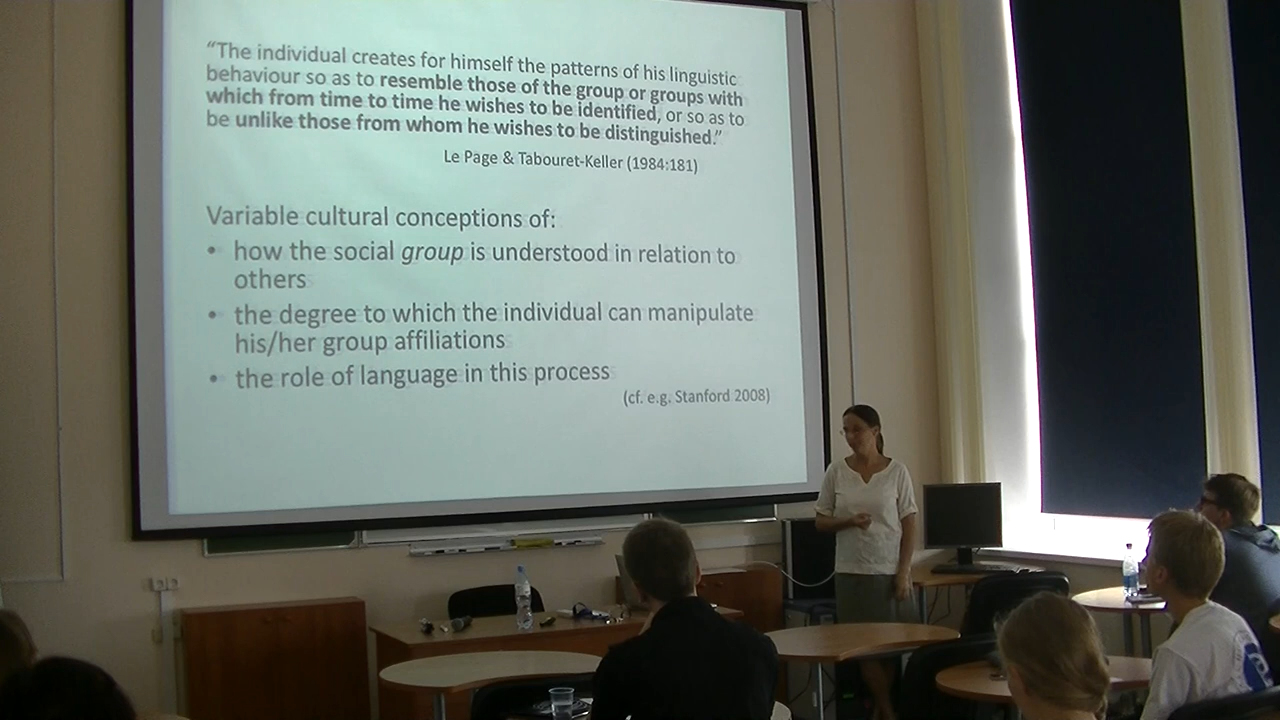 “The individual creates for himself the patterns of his linguistic
behaviour so as to resemble those of the group or groups with
which from time to time he wishes to be identified, or so as to
be unlike those from whom he wishes to be distinguished.”
Le Page & Tabouret-Keller (1984:181)
Variable cultural conceptions of:
• how the social group is understood in relation to
others
• the degree to which the individual can manipulate
his/her group affiliations
• the role of language in this process
(cf. e.g. Stanford 2008)